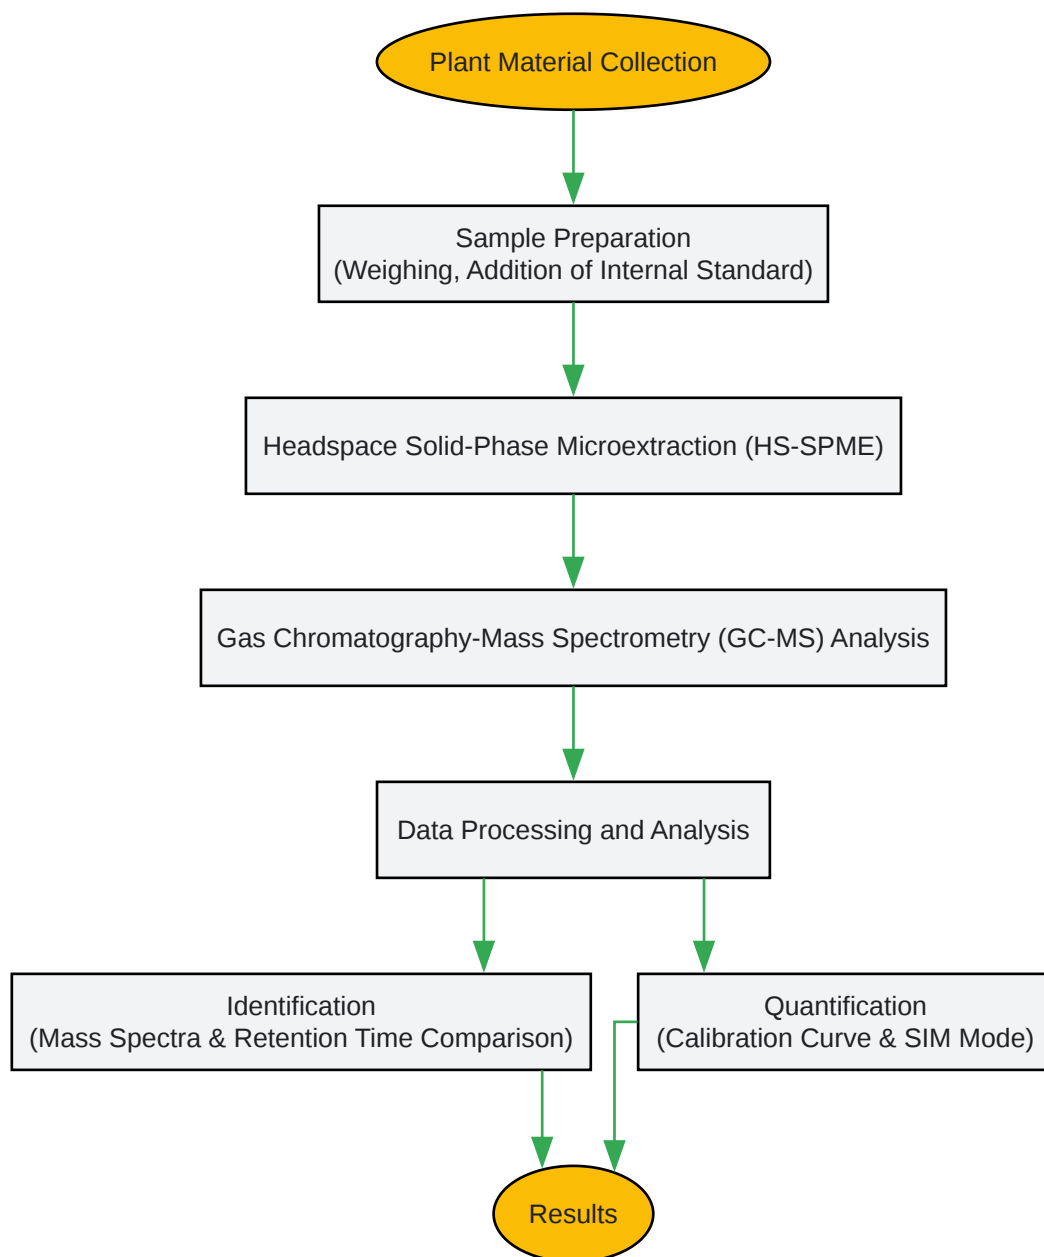 Plant Material Collection
Sample Preparation
(Weighing, Addition of Internal Standard)
Headspace Solid-Phase Microextraction (HS-SPME)
Gas Chromatography-Mass Spectrometry (GC-MS) Analysis
Data Processing and Analysis
Identification
(Mass Spectra & Retention Time Comparison)
Quantification
(Calibration Curve & SIM Mode)
Results